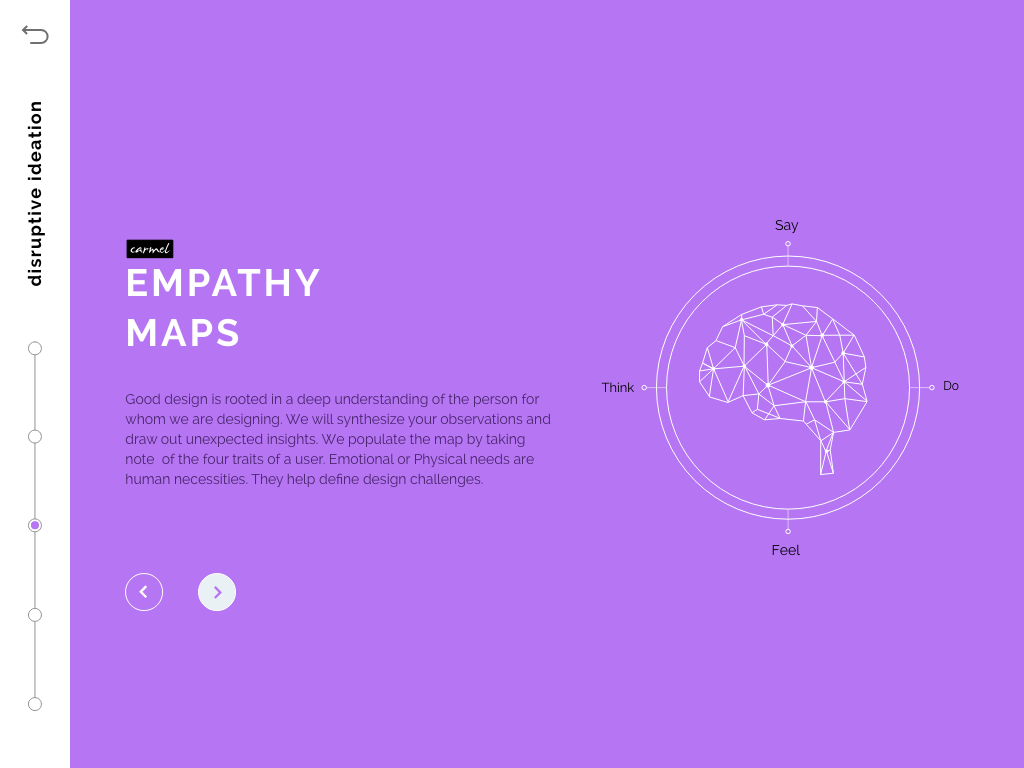 disruptive ideation
carmel
EMPATHY
MAPS
Good design is rooted in a deep understanding of the person for
whom we are designing. We will synthesize your observations and
draw out unexpected insights. We populate the map by taking
note  of the four traits of a user. Emotional or Physical needs are
human necessities. They help define design challenges.
Say
Think
Do
Feel